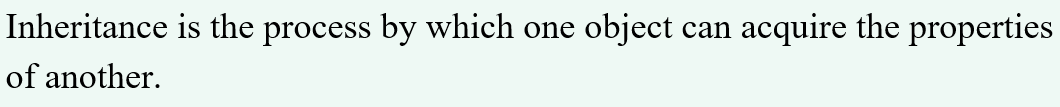 Inheritance is the process by which one object can acquire the properties
of another.